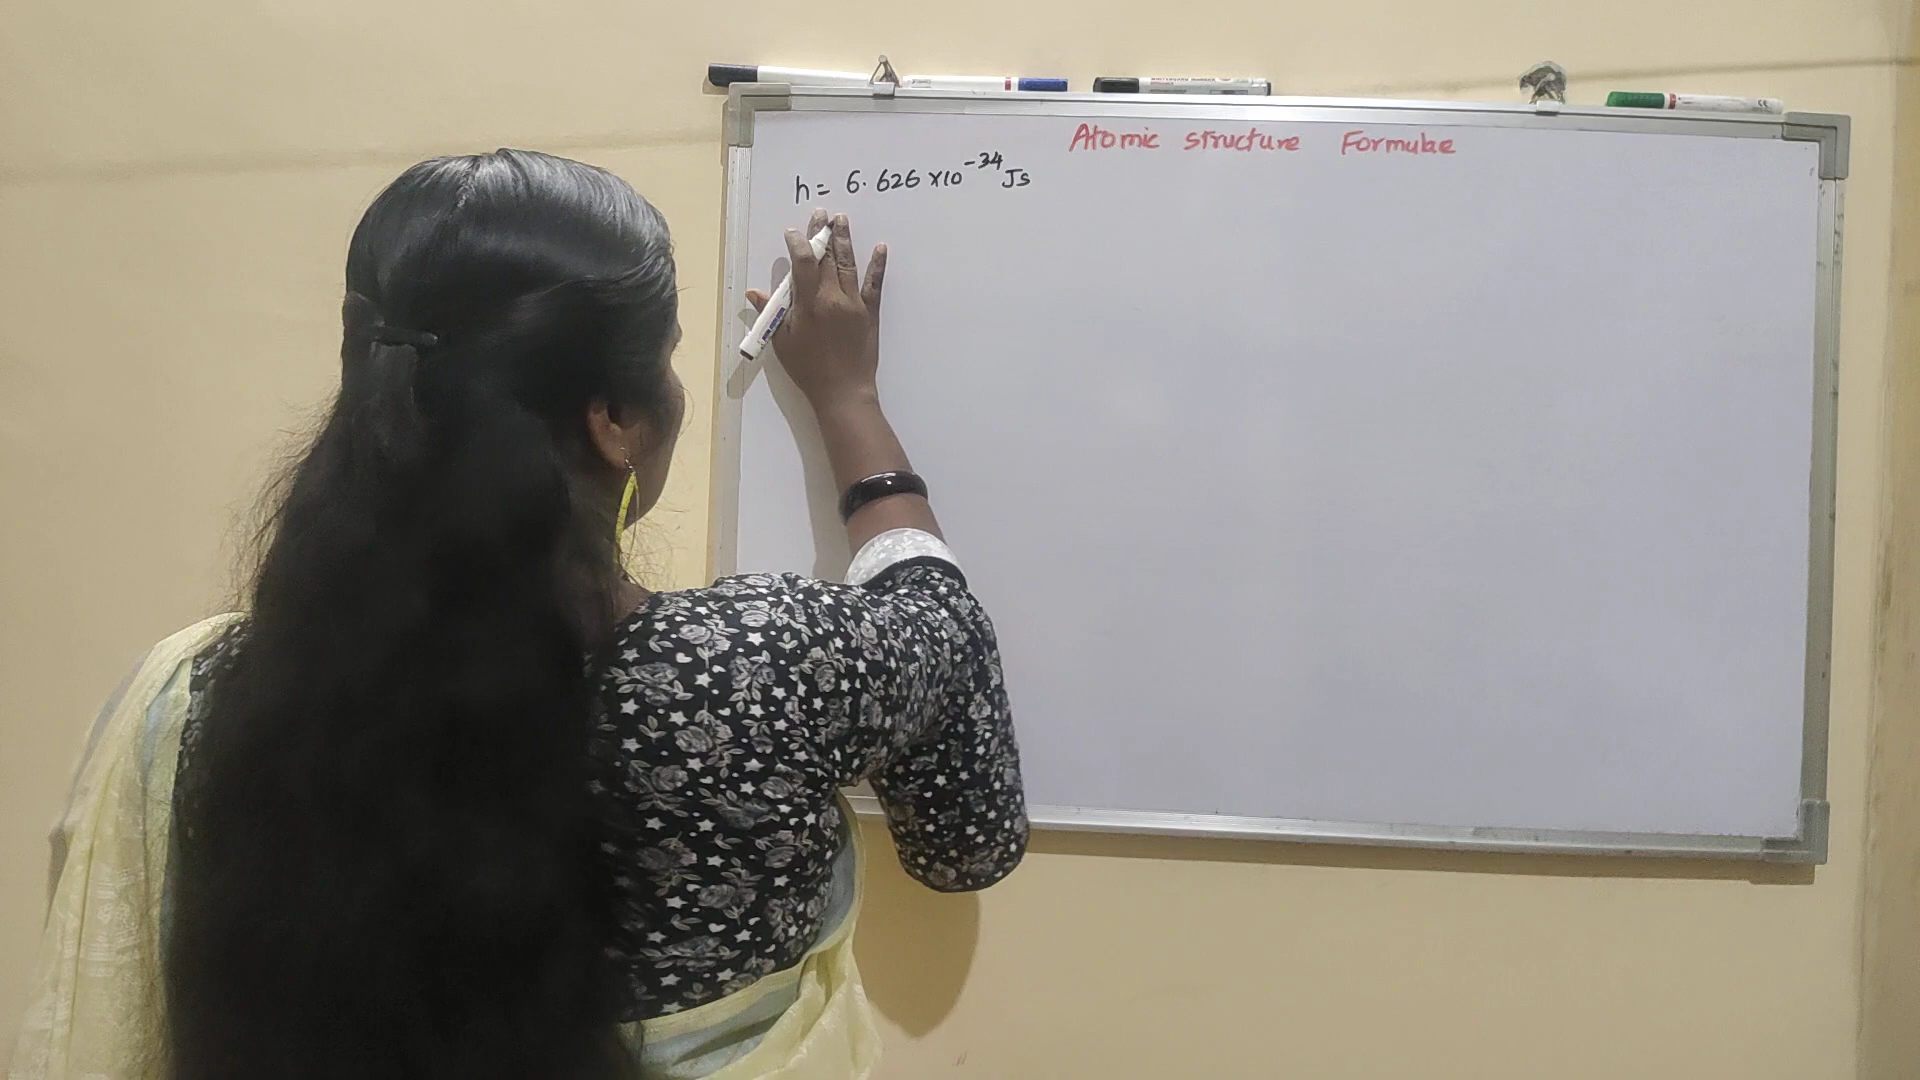 Atomic structure Formulae
h = 6.626 x10⁻³⁴ Js